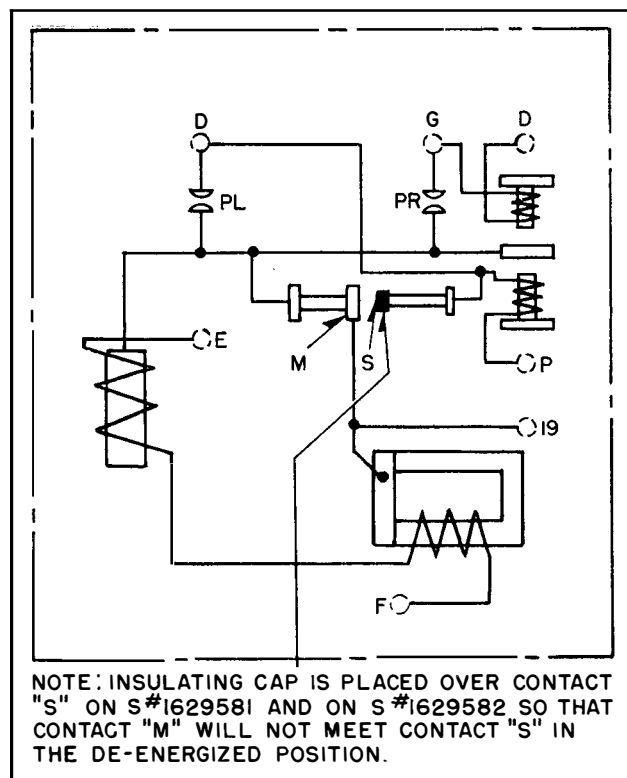 D
G
D
PL
PR
E
M
S
P
19
F
NOTE: INSULATING CAP IS PLACED OVER CONTACT
"S" ON S#1629581 AND ON S#1629582 SO THAT
CONTACT "M" WILL NOT MEET CONTACT "S" IN
THE DE-ENERGIZED POSITION.